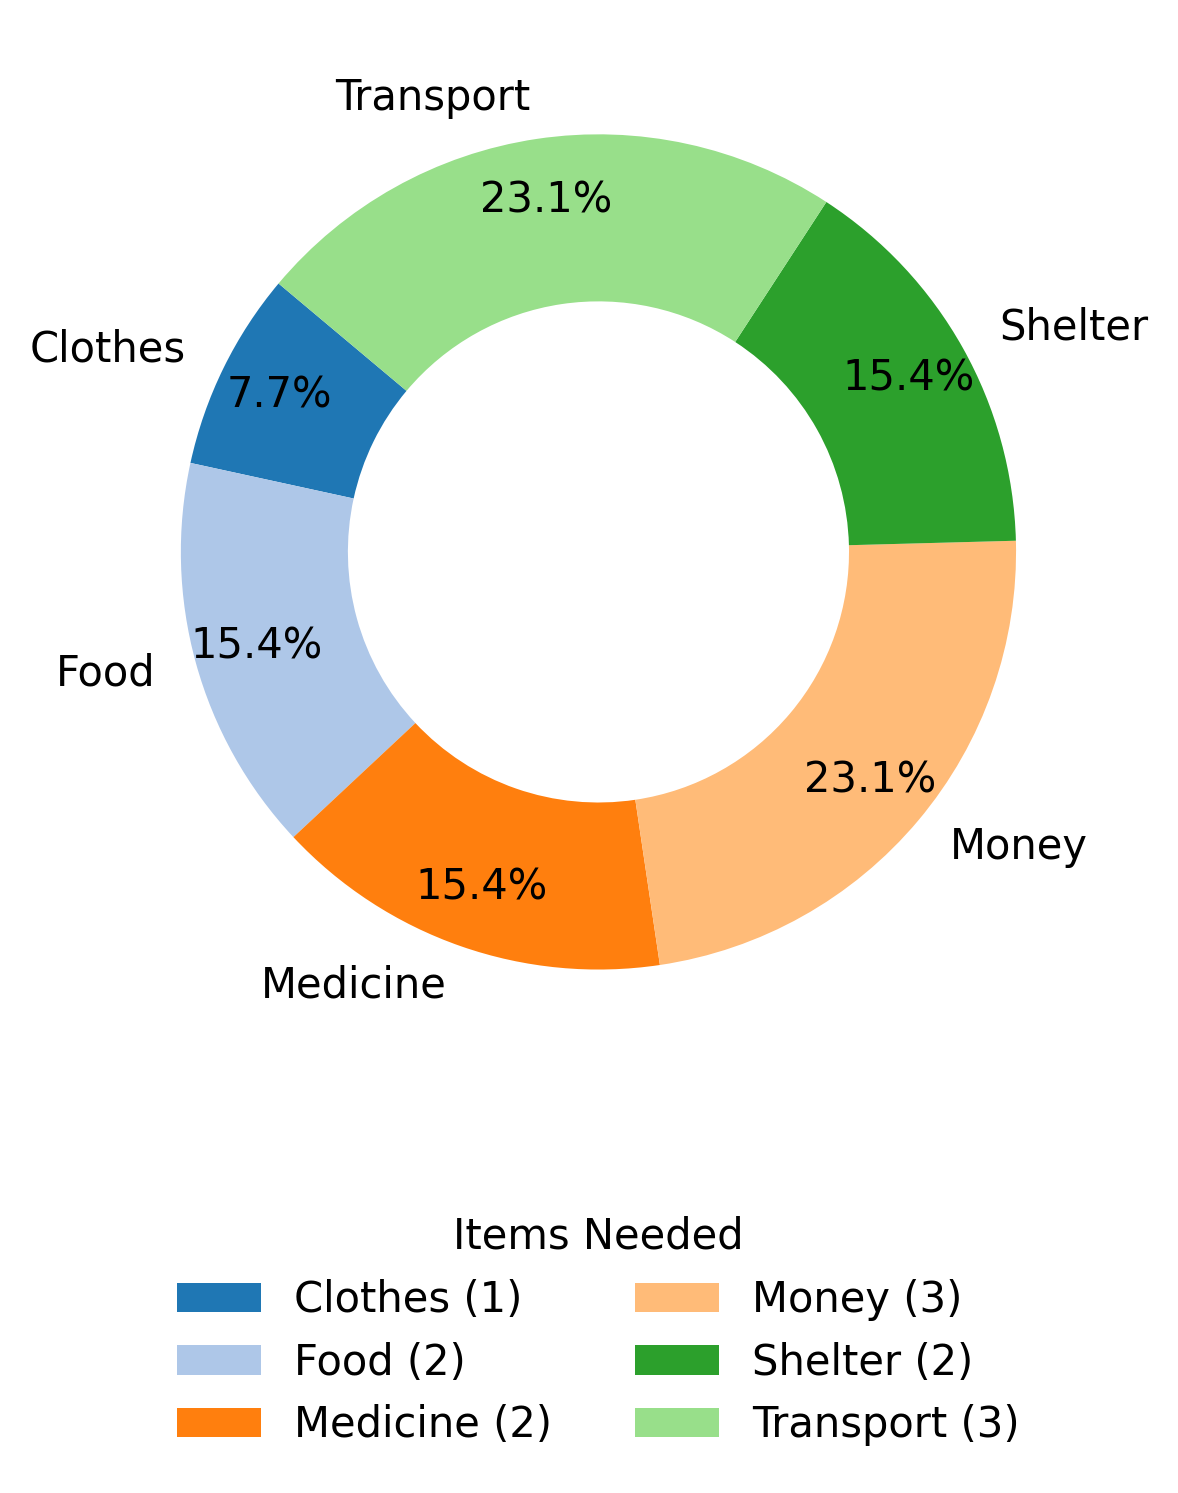 Transport
23.1%
Shelter
Clothes
15.4%
7.7%
Food
15.4%
23.1%
Money
15.4%
Medicine
Items Needed
Clothes (1)
Food (2)
Medicine (2)
Money (3)
Shelter (2)
Transport (3)